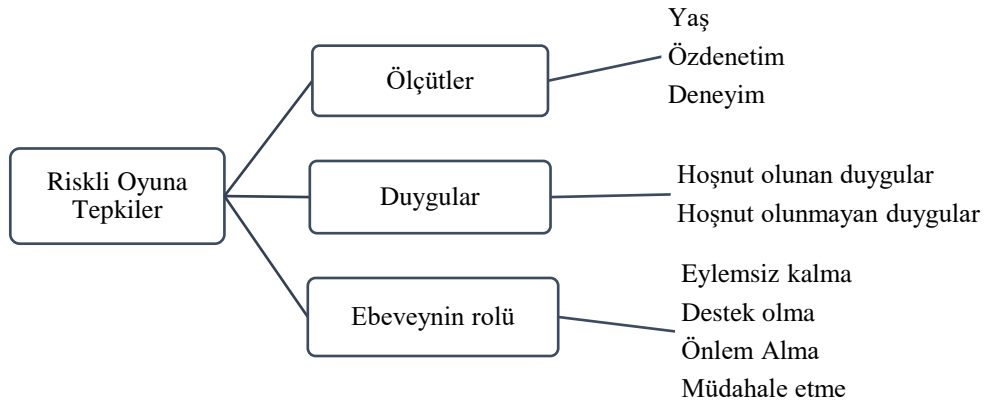 Riskli Oyuna
Tepkiler
Ölçütler
Yaş
Özdenetim
Deneyim
Duygular
Hoşnut olunan duygular
Hoşnut olunmayan duygular
Ebeveynin rolü
Eylemsiz kalma
Destek olma
Önlem Alma
Müdahale etme